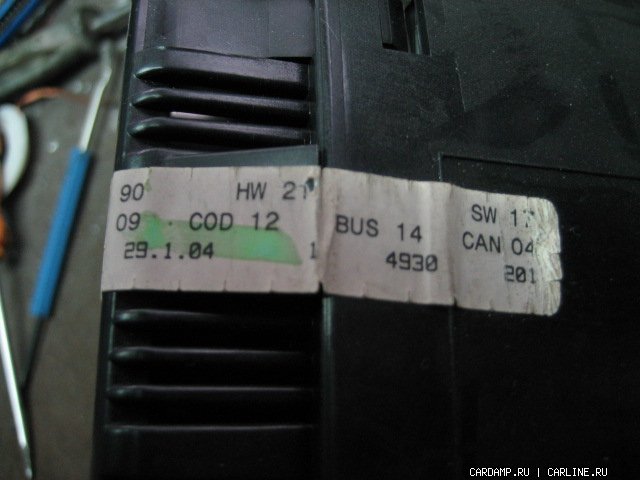 90 HW 21 SW 17
09 COD 12 BUS 14 CAN 04
29.1.04 1 4930 201
CARDAMP.RU | CARLINE.RU